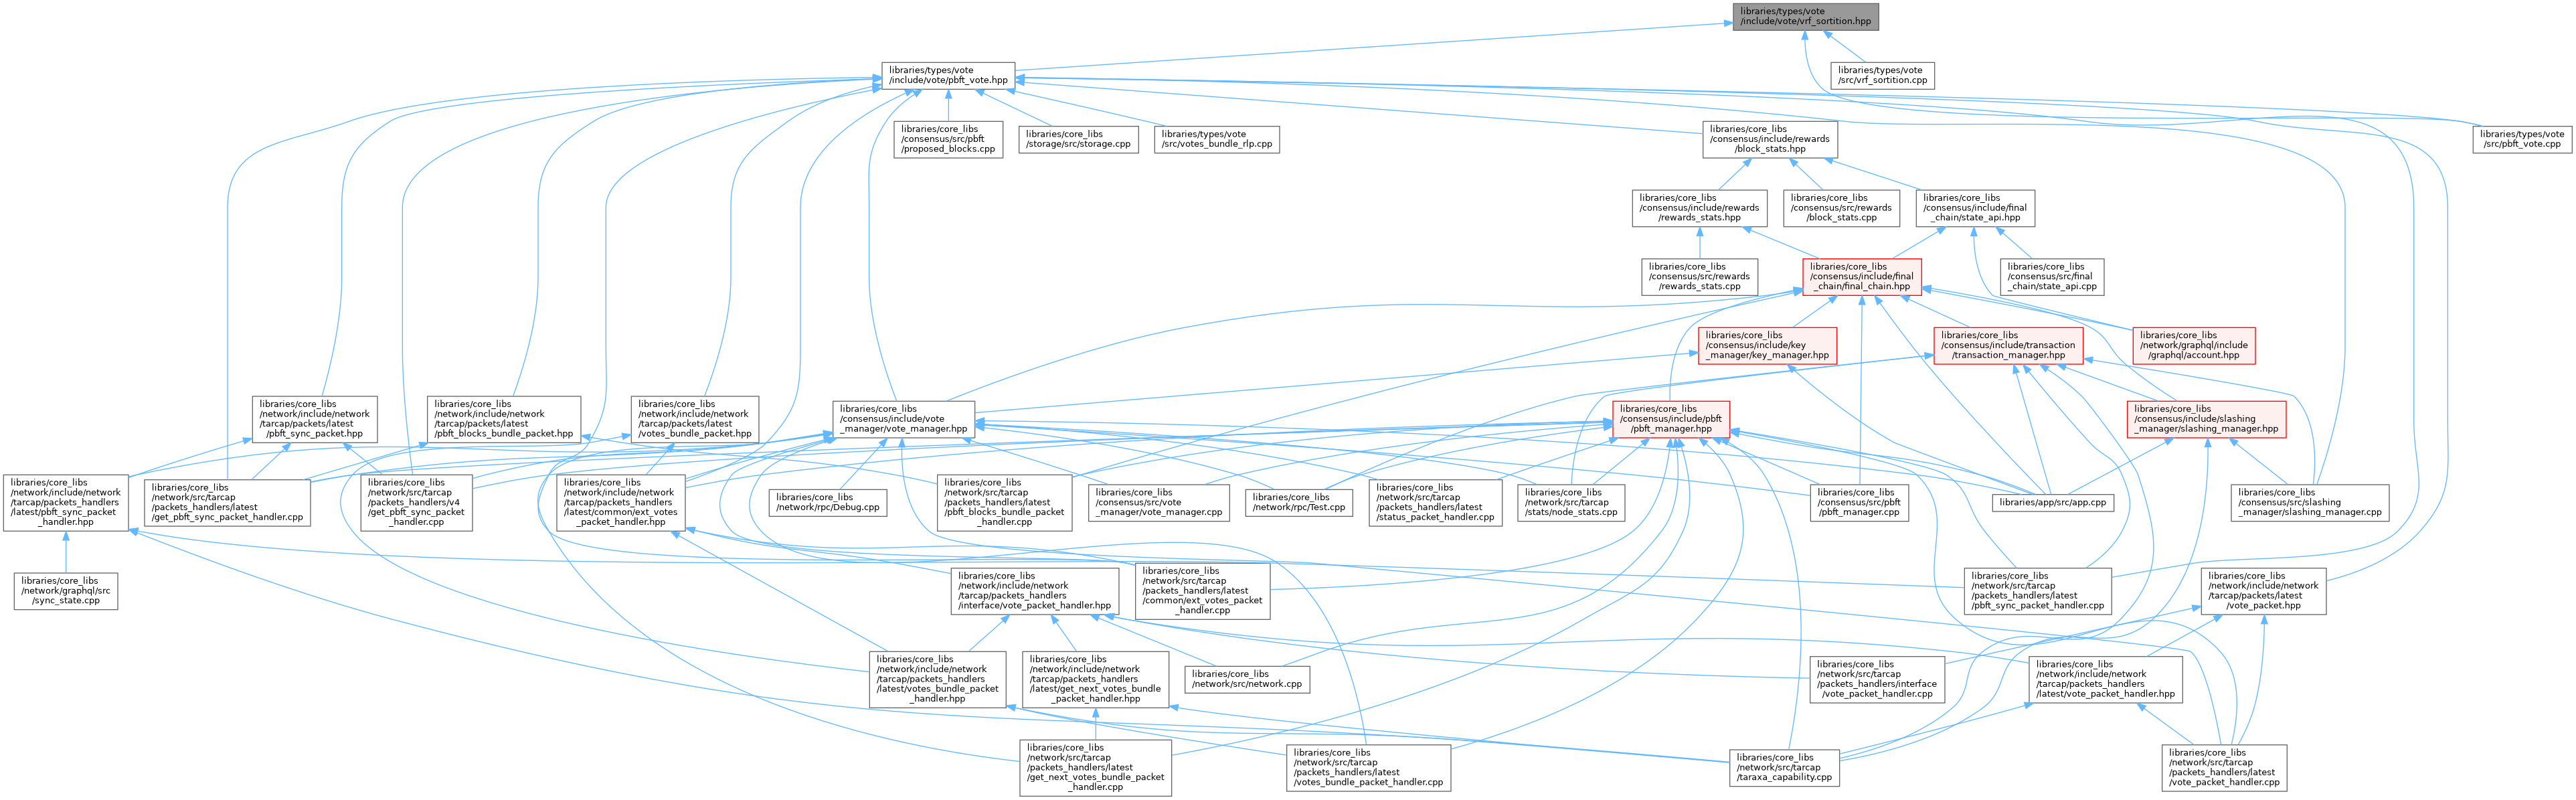 libraries/types/vote
/include/vote/vrf_sortition.hpp
libraries/types/vote
/include/vote/pbft_vote.hpp
libraries/types/vote
/src/vrf_sortition.cpp
libraries/core_libs
/consensus/src/pbft
/proposed_blocks.cpp
libraries/core_libs
/storage/src/storage.cpp
libraries/types/vote
/src/votes_bundle_rlp.cpp
libraries/core_libs
/consensus/include/rewards
/block_stats.hpp
libraries/types/vote
/src/pbft_vote.cpp
libraries/core_libs
/consensus/include/rewards
/rewards_stats.hpp
libraries/core_libs
/consensus/src/rewards
/block_stats.cpp
libraries/core_libs
/consensus/include/final
_chain/state_api.hpp
libraries/core_libs
/consensus/src/rewards
/rewards_stats.cpp
libraries/core_libs
/consensus/include/final
_chain/final_chain.hpp
libraries/core_libs
/consensus/src/final
_chain/state_api.cpp
libraries/core_libs
/consensus/include/key
_manager/key_manager.hpp
libraries/core_libs
/consensus/include/transaction
/transaction_manager.hpp
libraries/core_libs
/network/graphql/include
/graphql/account.hpp
libraries/core_libs
/network/include/network
/tarcap/packets/latest
/pbft_sync_packet.hpp
libraries/core_libs
/network/include/network
/tarcap/packets/latest
/pbft_blocks_bundle_packet.hpp
libraries/core_libs
/network/include/network
/tarcap/packets/latest
/votes_bundle_packet.hpp
libraries/core_libs
/consensus/include/vote
_manager/vote_manager.hpp
libraries/core_libs
/consensus/include/pbft
/pbft_manager.hpp
libraries/core_libs
/consensus/include/slashing
_manager/slashing_manager.hpp
libraries/core_libs
/network/include/network
/tarcap/packets_handlers
/latest/pbft_sync_packet
_handler.hpp
libraries/core_libs
/network/src/tarcap
/packets_handlers/latest
/get_pbft_sync_packet_handler.cpp
libraries/core_libs
/network/src/tarcap
/packets_handlers/v4
/get_pbft_sync_packet
_handler.cpp
libraries/core_libs
/network/include/network
/tarcap/packets_handlers
/latest/common/ext_votes
_packet_handler.hpp
libraries/core_libs
/network/rpc/Debug.cpp
libraries/core_libs
/network/src/tarcap
/packets_handlers/latest
/pbft_blocks_bundle_packet
_handler.cpp
libraries/core_libs
/consensus/src/vote
_manager/vote_manager.cpp
libraries/core_libs
/network/rpc/Test.cpp
libraries/core_libs
/network/src/tarcap
/packets_handlers/latest
/status_packet_handler.cpp
libraries/core_libs
/network/src/tarcap
/stats/node_stats.cpp
libraries/core_libs
/consensus/src/pbft
/pbft_manager.cpp
libraries/app/src/app.cpp
libraries/core_libs
/consensus/src/slashing
_manager/slashing_manager.cpp
libraries/core_libs
/network/graphql/src
/sync_state.cpp
libraries/core_libs
/network/include/network
/tarcap/packets_handlers
/interface/vote_packet_handler.hpp
libraries/core_libs
/network/src/tarcap
/packets_handlers/latest
/common/ext_votes_packet
_handler.cpp
libraries/core_libs
/network/src/tarcap
/packets_handlers/latest
/pbft_sync_packet_handler.cpp
libraries/core_libs
/network/include/network
/tarcap/packets/latest
/vote_packet.hpp
libraries/core_libs
/network/include/network
/tarcap/packets_handlers
/latest/votes_bundle_packet
_handler.hpp
libraries/core_libs
/network/include/network
/tarcap/packets_handlers
/latest/get_next_votes_bundle
_packet_handler.hpp
libraries/core_libs
/network/src/network.cpp
libraries/core_libs
/network/src/tarcap
/packets_handlers/interface
/vote_packet_handler.cpp
libraries/core_libs
/network/include/network
/tarcap/packets_handlers
/latest/vote_packet_handler.hpp
libraries/core_libs
/network/src/tarcap
/packets_handlers/latest
/get_next_votes_bundle_packet
_handler.cpp
libraries/core_libs
/network/src/tarcap
/packets_handlers/latest
/votes_bundle_packet_handler.cpp
libraries/core_libs
/network/src/tarcap
/taraxa_capability.cpp
libraries/core_libs
/network/src/tarcap
/packets_handlers/latest
/vote_packet_handler.cpp